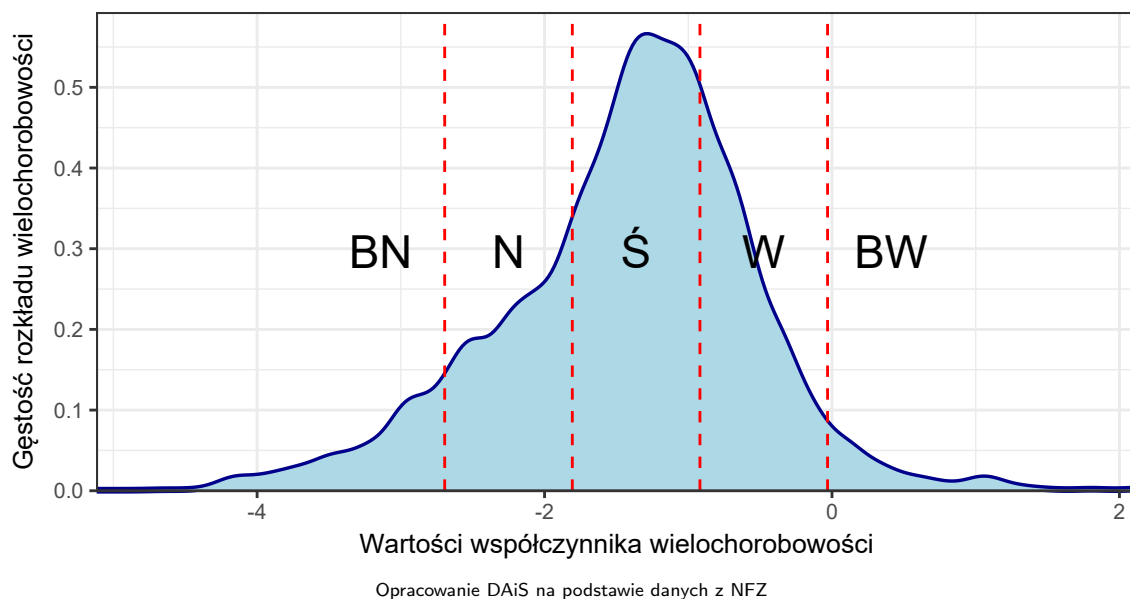 Gęstość rozkładu wielochorobowości
0.5
0.4
0.3
0.2
0.1
0.0
BN N Ś W BW
-4 -2 0 2
Wartości współczynnika wielochorobowości
Opracowanie DAiS na podstawie danych z NFZ